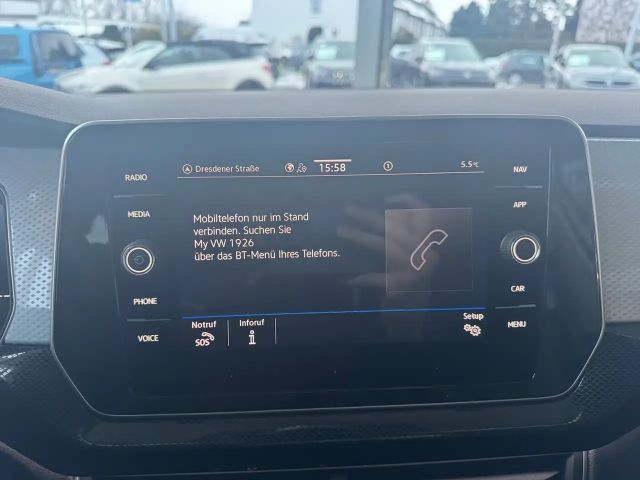 Dresdener Straße 15:58 1 5.5°C
RADIO
MEDIA
PHONE
VOICE
Mobiltelefon nur im Stand
verbinden. Suchen Sie
My VW 1926
über das BT-Menü Ihres Telefons.
Notruf
SOS
Inforuf
i
Setup
NAV
APP
CAR
MENU